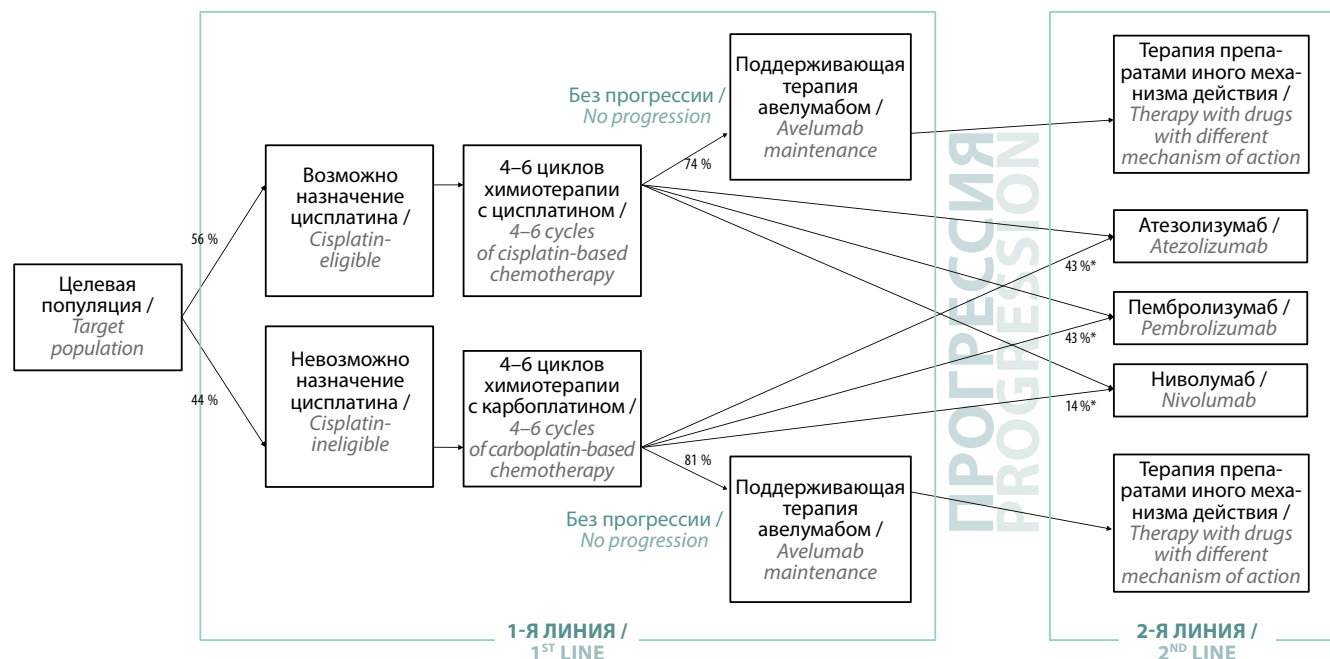 Целевая
популяция /
Target
population
56 %
44 %
Возможно
назначение
цисплатина /
Cisplatin-
eligible
Невозможно
назначение
цисплатина /
Cisplatin-
ineligible
4–6 циклов
химиотерапии
с цисплатином /
4–6 cycles
of cisplatin-based
chemotherapy
4–6 циклов
химиотерапии
с карбоплатином /
4–6 cycles
of carboplatin-based
chemotherapy
Без прогрессии /
No progression
74 %
Поддерживающая
терапия
авелумабом /
Avelumab
maintenance
81 %
Без прогрессии /
No progression
Поддерживающая
терапия
авелумабом /
Avelumab
maintenance
1-Я ЛИНИЯ /
1ST LINE
ПРОГРЕССИЯ
PROGRESSION
Терапия препа-
ратами иного меха-
низма действия /
Therapy with drugs
with different
mechanism of action
43 %*
Атезолизумаб /
Atezolizumab
43 %*
Пембролизумаб /
Pembrolizumab
14 %*
Ниволумаб /
Nivolumab
Терапия препа-
ратами иного меха-
низма действия /
Therapy with drugs
with different
mechanism of action
2-Я ЛИНИЯ /
2ND LINE